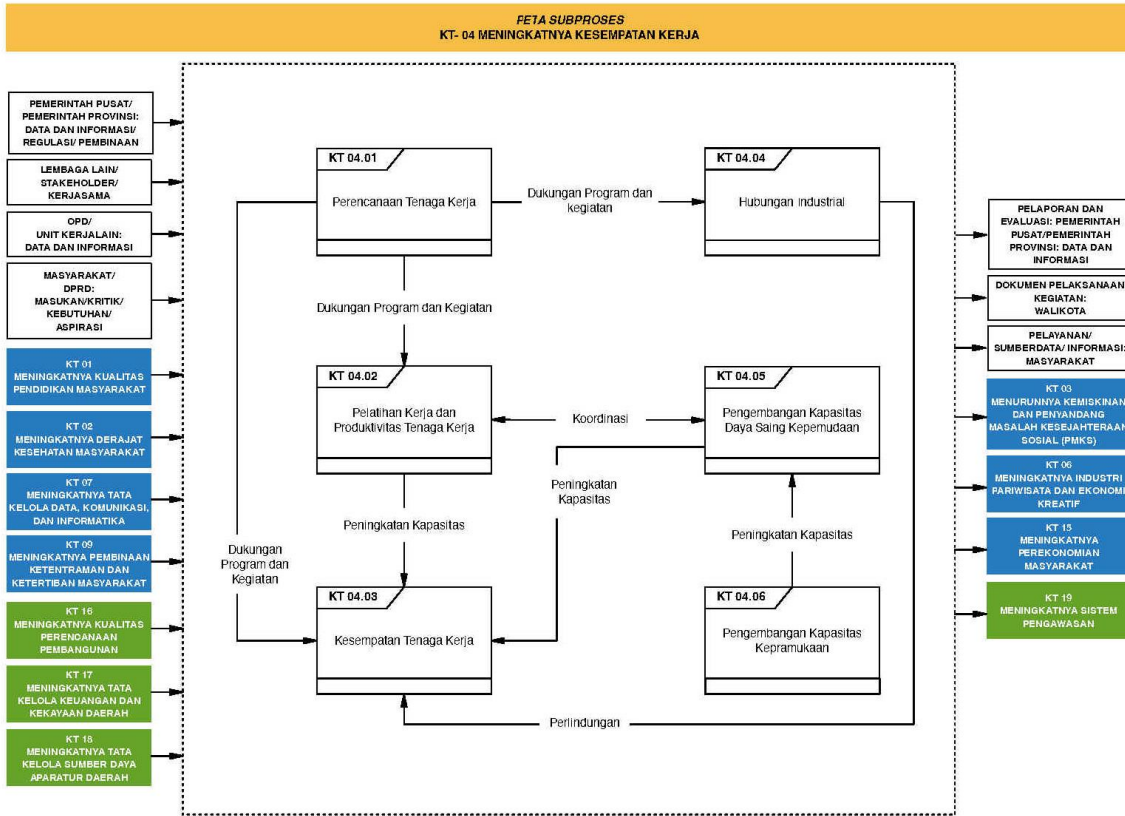 PETA SUBPROSES
KT- 04 MENINGKATNYA KESEMPATAN KERJA
PEMERINTAH PUSAT/
PEMERINTAH PROVINSI:
DATA DAN INFORMASI/
REGULASI/ PEMBINAAN
LEMBAGA LAIN/
STAKEHOLDER/
KERJASAMA
OPD/
UNIT KERJALAIN:
DATA DAN INFORMASI
MASYARAKAT/
DPRD:
MASUKAN/KRITIK/
KEBUTUHAN/
ASPIRASI
KT 01
MENINGKATNYA KUALITAS
PENDIDIKAN MASYARAKAT
KT 02
MENINGKATNYA DERAJAT
KESEHATAN MASYARAKAT
KT 07
MENINGKATNYA TATA
KELOLA DATA, KOMUNIKASI,
DAN INFORMATIKA
KT 09
MENINGKATNYA PEMBINAAN
KETENTRAMAN DAN
KETERTIBAN MASYARAKAT
KT 16
MENINGKATNYA KUALITAS
PERENCANAAN
PEMBANGUNAN
KT 17
MENINGKATNYA TATA
KELOLA KEUANGAN DAN
KEKAYAAN DAERAH
KT 18
MENINGKATNYA TATA
KELOLA SUMBER DAYA
APARATUR DAERAH
KT 04.01
Perencanaan Tenaga Kerja
Dukungan Program dan
kegiatan
KT 04.04
Hubungan Industrial
Dukungan Program dan Kegiatan
KT 04.02
Pelatihan Kerja dan
Produktivitas Tenaga Kerja
Koordinasi
KT 04.05
Pengembangan Kapasitas
Daya Saing Kepemudaan
Peningkatan
Kapasitas
Peningkatan Kapasitas
Peningkatan Kapasitas
Dukungan
Program dan
Kegiatan
KT 04.03
Kesempatan Tenaga Kerja
KT 04.06
Pengembangan Kapasitas
Kepramukaan
Perlindungan
PELAPORAN DAN
EVALUASI: PEMERINTAH
PUSAT/PEMERINTAH
PROVINSI: DATA DAN
INFORMASI
DOKUMEN PELAKSANAAN
KEGIATAN:
WALIKOTA
PELAYANAN/
SUMBERDATA/ INFORMASI:
MASYARAKAT
KT 03
MENURUNNYA KEMISKINAN
DAN PENYANDANG
MASALAH KESEJAHTERAAN
SOSIAL (PMKS)
KT 06
MENINGKATNYA INDUSTRI
PARIWISATA DAN EKONOMI
KREATIF
KT 15
MENINGKATNYA
PEREKONOMIAN
MASYARAKAT
KT 19
MENINGKATNYA SISTEM
PENGAWASAN